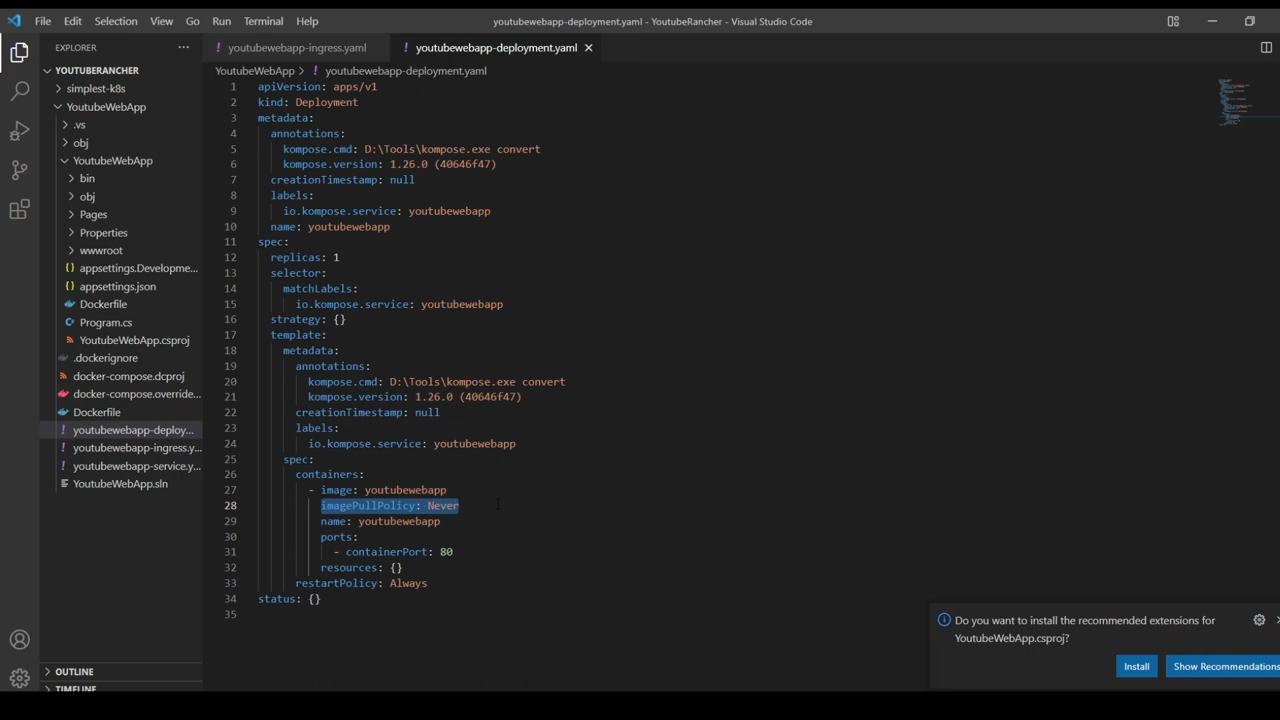 File Edit Selection View Go Run Terminal Help
youtubewebapp-deployment.yaml - YoutubeRancher - Visual Studio Code
EXPLORER
YOUTUBERANCHER
simplest-k8s
YoutubeWebApp
.vs
obj
YoutubeWebApp
bin
obj
Pages
Properties
wwwroot
appsettings.Developme...
appsettings.json
Dockerfile
Program.cs
YoutubeWebApp.csproj
.dockerignore
docker-compose.dcproj
docker-compose.override...
Dockerfile
youtubewebapp-deploy...
youtubewebapp-ingress.y...
youtubewebapp-service.y...
YoutubeWebApp.sln
OUTLINE
TIMELINE
youtubewebapp-ingress.yaml
youtubewebapp-deployment.yaml
YoutubeWebApp > ! youtubewebapp-deployment.yaml
1 apiVersion: apps/v1
2 kind: Deployment
3 metadata:
4 annotations:
5 kompose.cmd: D:\Tools\kompose.exe convert
6 kompose.version: 1.26.0 (40646f47)
7 creationTimestamp: null
8 labels:
9 io.kompose.service: youtubewebapp
10 name: youtubewebapp
11 spec:
12 replicas: 1
13 selector:
14 matchLabels:
15 io.kompose.service: youtubewebapp
16 strategy: {}
17 template:
18 metadata:
19 annotations:
20 kompose.cmd: D:\Tools\kompose.exe convert
21 kompose.version: 1.26.0 (40646f47)
22 creationTimestamp: null
23 labels:
24 io.kompose.service: youtubewebapp
25 spec:
26 containers:
27 - image: youtubewebapp
28 imagePullPolicy: Never
29 name: youtubewebapp
30 ports:
31 - containerPort: 80
32 resources: {}
33 restartPolicy: Always
34 status: {}
35
Do you want to install the recommended extensions for
YoutubeWebApp.csproj?
Install
Show Recommendations